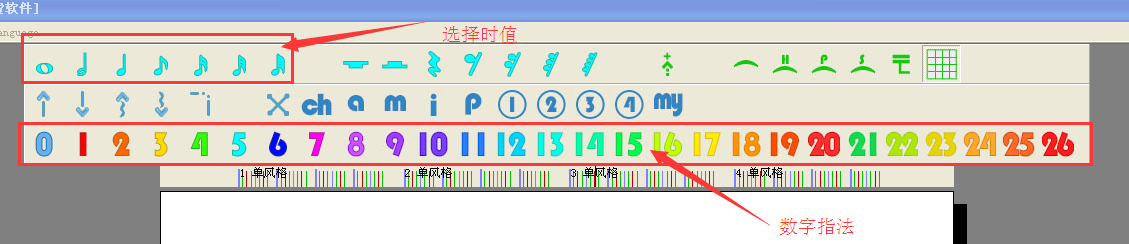 软件]
anguage
选择时值
H P S
ch a m i p 1 2 3 4 my
0 1 2 3 4 5 6 7 8 9 10 11 12 13 14 15 16 17 18 19 20 21 22 23 24 25 26
1 单风格 2 单风格 3 单风格 4 单风格
数字指法